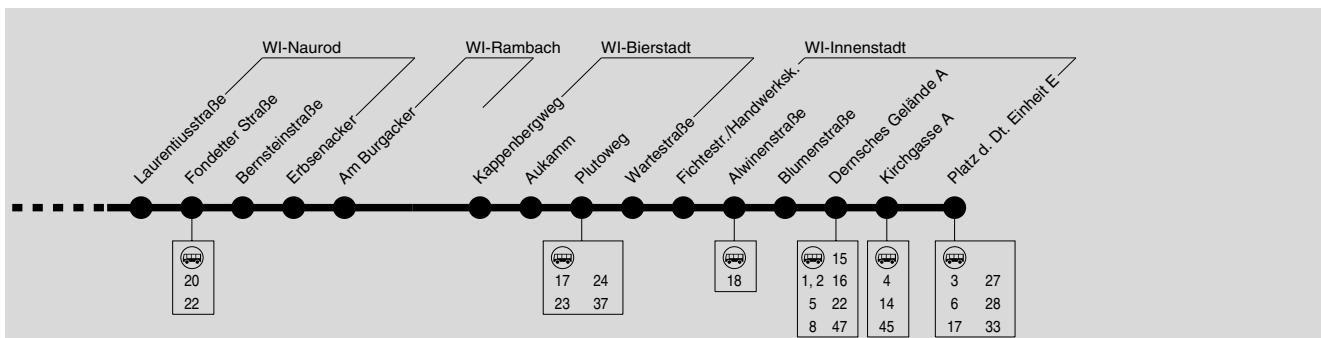 WI-Naurod
WI-Rambach
WI-Bierstadt
WI-Innenstadt
Laurentiusstraße
Fondetter Straße
Bernsteinstraße
Erbsenacker
Am Burgacker
Kappenbergweg
Aukamm
Plutoweg
Wartestraße
Fichtestr./Handwerksk.
Alwinenstraße
Blumenstraße
Dernsches Gelände A
Kirchgasse A
Platz d. Dt. Einheit E
20
22
17 24
23 37
18
15
1, 2 16
5 22
8 47
4
14
45
3 27
6 28
17 33